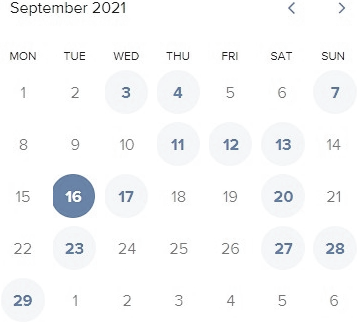 September 2021
MON TUE WED THU FRI SAT SUN
1 2 3 4 5 6 7
8 9 10 11 12 13 14
15 16 17 18 19 20 21
22 23 24 25 26 27 28
29 1 2 3 4 5 6